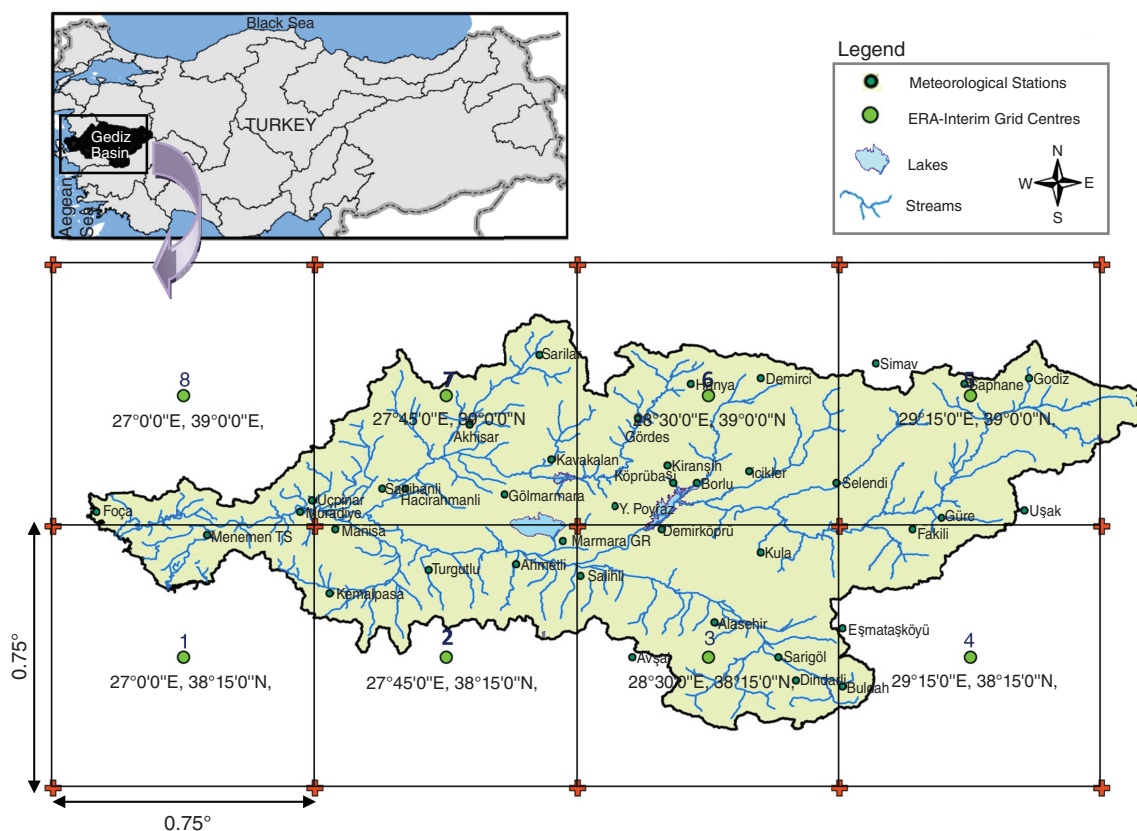 Black Sea
TURKEY
Gediz
Basin
Aegean
Sea
Legend
Meteorological Stations
ERA-Interim Grid Centres
Lakes
Streams
N
W E
S
8
27°0'0"E, 39°0'0"E,
7
27°45'0"E, 39°0'0"N
6
28°30'0"E, 39°0'0"N
5
29°15'0"E, 39°0'0"N,
Sarilar
Hanya
Demirci
Simav
Saphane
Godiz
Akhisar
Gördes
Kavakalan
Kiranşih
Icikler
Köprübaşi
Borlu
Selendi
Saruhanli
Hacirahmanli
Gölmarmara
Y. Poyraz
Uçpinar
Muradiye
Foça
Güre
Uşak
Manisa
Menemen TS
Marmara GR
Demirköprü
Fakili
Kula
Turgutlu
Ahmetli
Salihli
Kemalpasa
Alasehir
Eşmataşköyü
1
27°0'0"E, 38°15'0"N,
2
27°45'0"E, 38°15'0"N,
3
28°30'0"E, 38°15'0"N,
4
29°15'0"E, 38°15'0"N,
Avşar
Sarigöl
Dindarli
Buldah
0.75°
0.75°